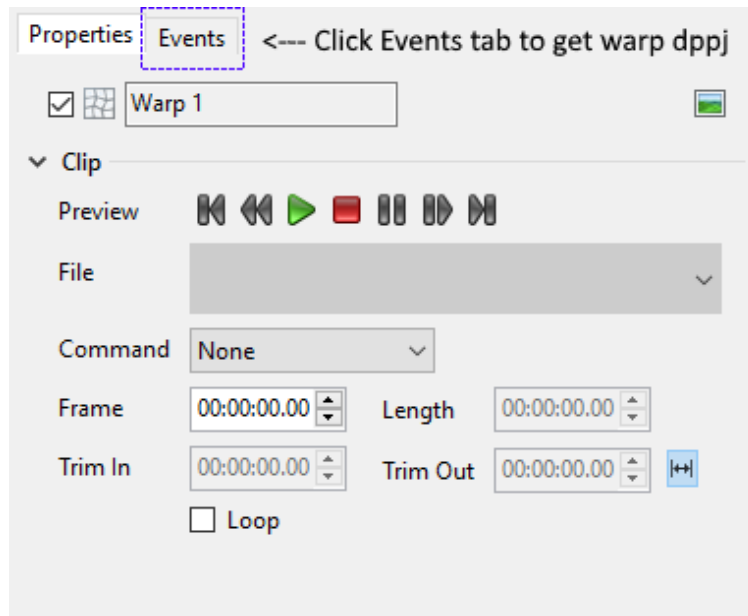 Properties Events <--- Click Events tab to get warp dppj
Warp 1
Clip
Preview
File
Command None
Frame 00:00:00.00 Length 00:00:00.00
Trim In 00:00:00.00 Trim Out 00:00:00.00
Loop